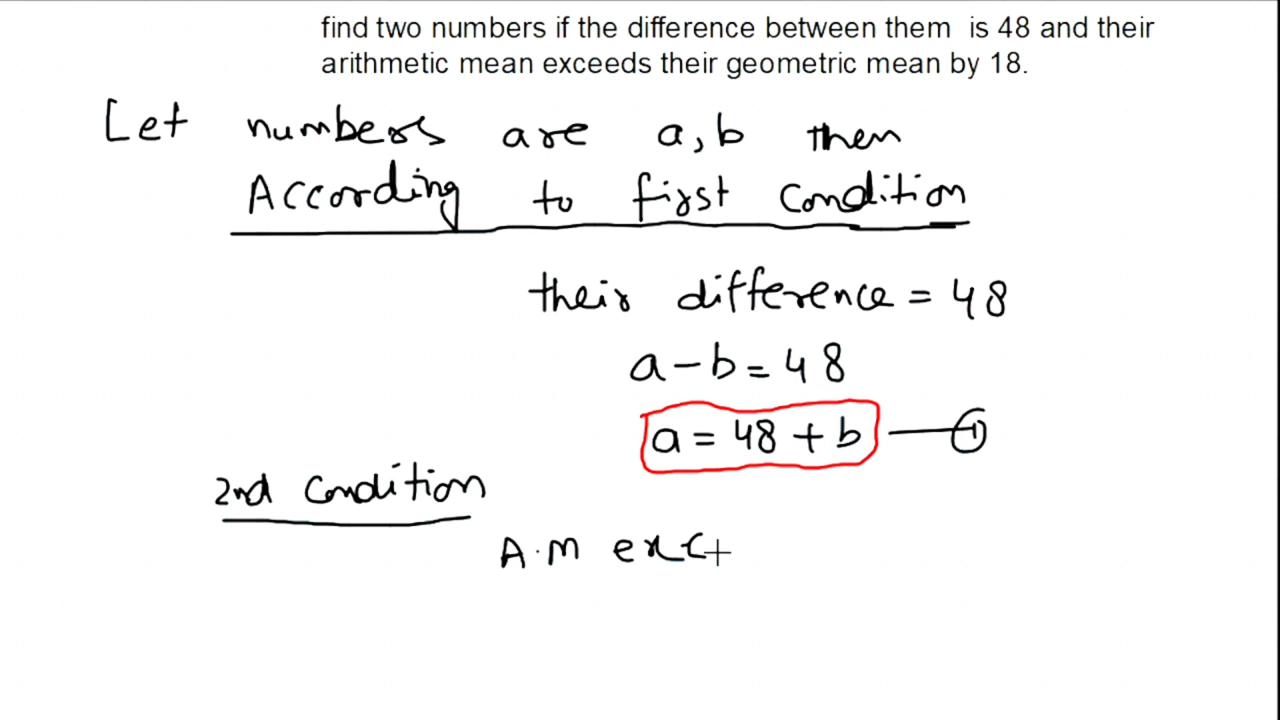 find two numbers if the difference between them is 48 and their
arithmetic mean exceeds their geometric mean by 18.
Let numbers are a, b then
According to first condition
their difference = 48
a - b = 48
a = 48 + b — ①
2nd condition
A.M exc